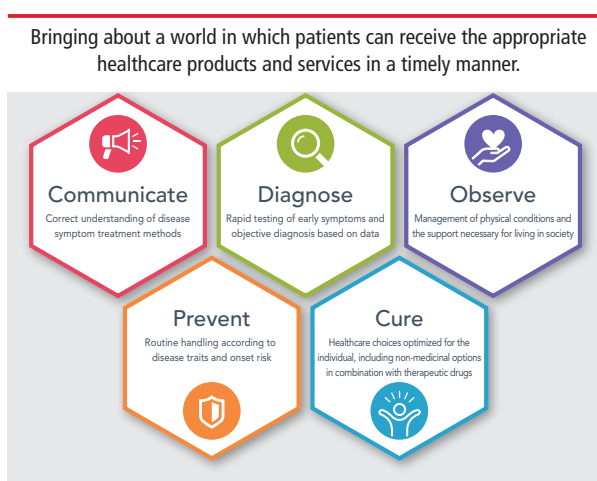 Bringing about a world in which patients can receive the appropriate
healthcare products and services in a timely manner.
Communicate
Correct understanding of disease
symptom treatment methods
Diagnose
Rapid testing of early symptoms and
objective diagnosis based on data
Observe
Management of physical conditions and
the support necessary for living in society
Prevent
Routine handling according to
disease traits and onset risk
Cure
Healthcare choices optimized for the
individual, including non-medicinal options
in combination with therapeutic drugs